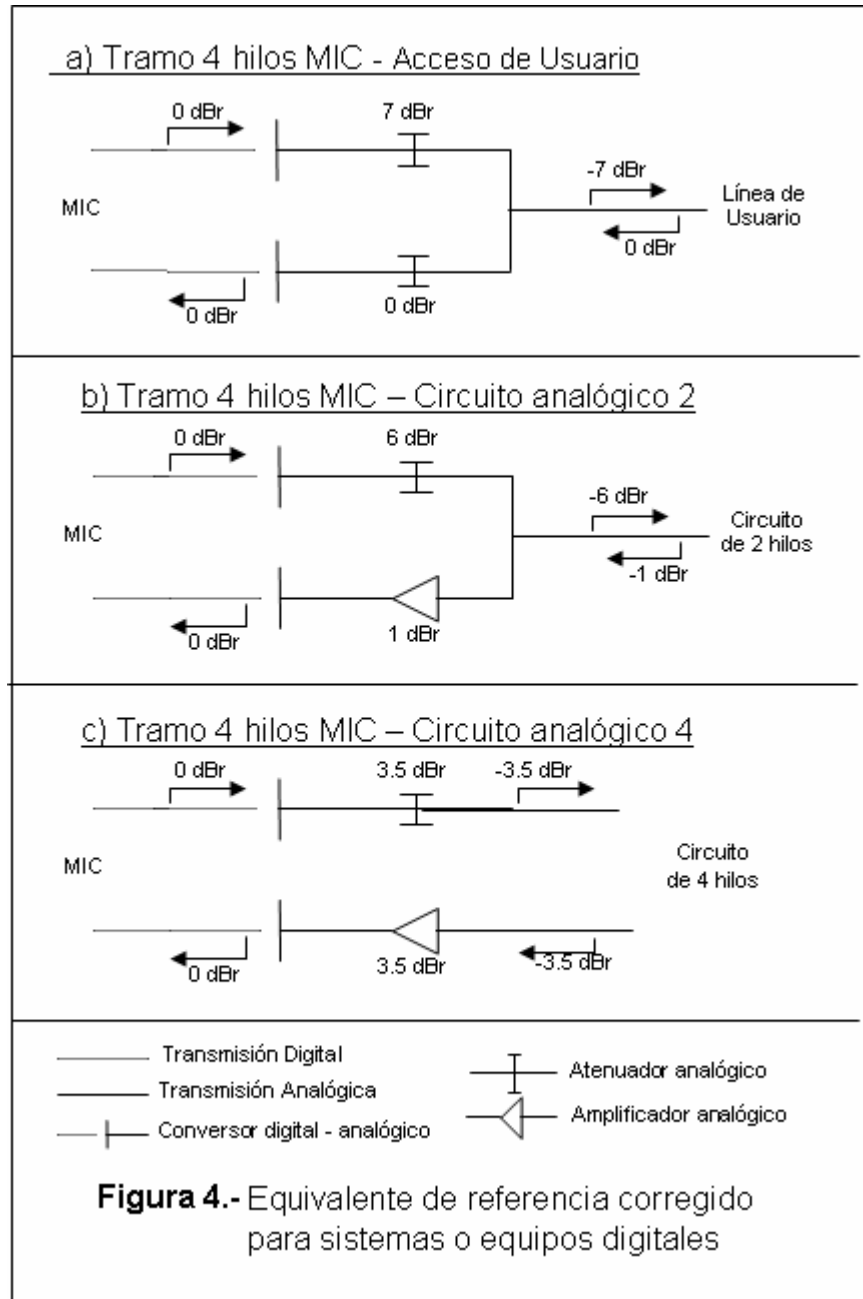 a) Tramo 4 hilos MIC - Acceso de Usuario
0 dBr
7 dBr
-7 dBr
MIC
Línea de
Usuario
0 dBr
0 dBr
0 dBr
b) Tramo 4 hilos MIC – Circuito analógico 2
0 dBr
6 dBr
-6 dBr
MIC
Circuito
de 2 hilos
-1 dBr
0 dBr
1 dBr
c) Tramo 4 hilos MIC – Circuito analógico 4
0 dBr
3.5 dBr
-3.5 dBr
MIC
Circuito
de 4 hilos
0 dBr
3.5 dBr
-3.5 dBr
Transmisión Digital
Atenuador analógico
Transmisión Analógica
Amplificador analógico
Conversor digital - analógico
Figura 4.- Equivalente de referencia corregido
para sistemas o equipos digitales